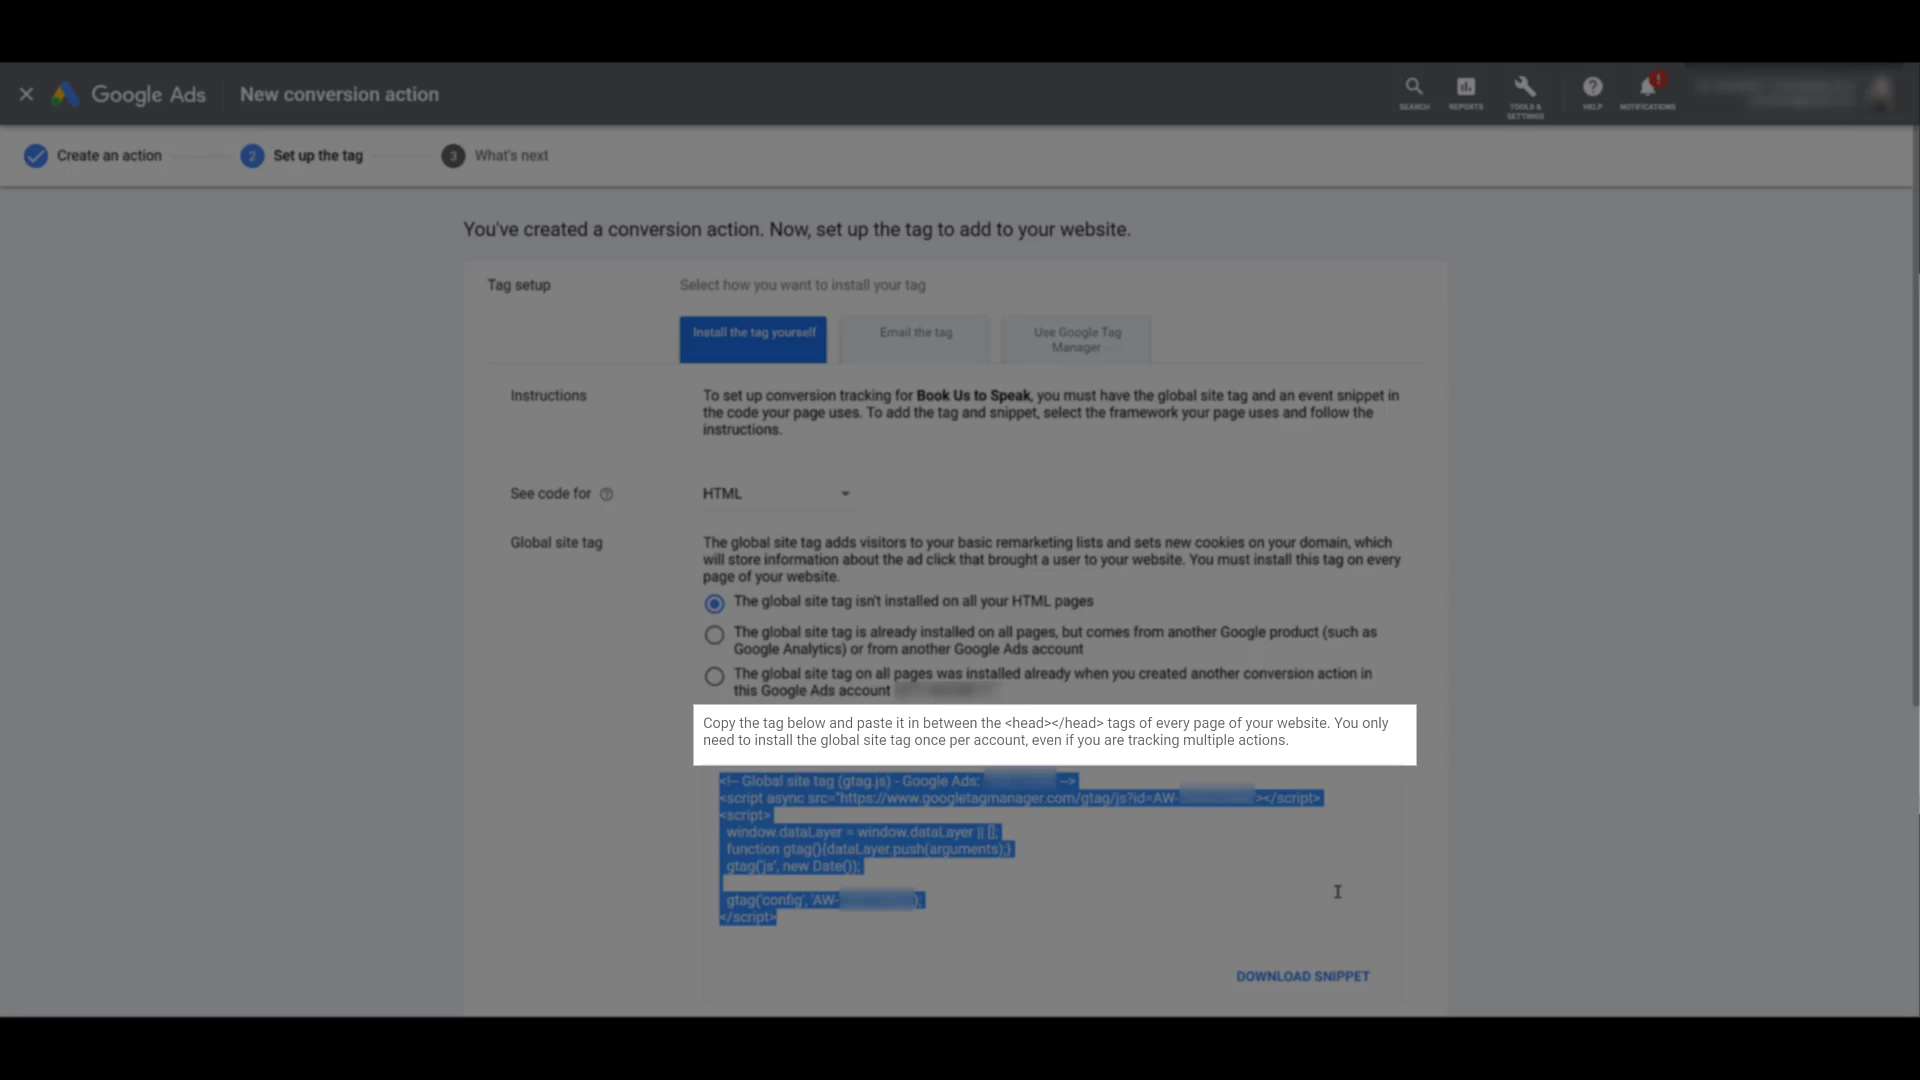 Google Ads
New conversion action
SEARCH
REPORTS
TOOLS &
SETTINGS
HELP
NOTIFICATIONS
!
Create an action
2 Set up the tag
3 What's next
You've created a conversion action. Now, set up the tag to add to your website.
Tag setup
Select how you want to install your tag
Install the tag yourself
Email the tag
Use Google Tag
Manager
Instructions
To set up conversion tracking for Book Us to Speak, you must have the global site tag and an event snippet in
the code your page uses. To add the tag and snippet, select the framework your page uses and follow the
instructions.
See code for ?
HTML
Global site tag
The global site tag adds visitors to your basic remarketing lists and sets new cookies on your domain, which
will store information about the ad click that brought a user to your website. You must install this tag on every
page of your website.
The global site tag isn't installed on all your HTML pages
The global site tag is already installed on all pages, but comes from another Google product (such as
Google Analytics) or from another Google Ads account
The global site tag on all pages was installed already when you created another conversion action in
this Google Ads account
Copy the tag below and paste it in between the <head></head> tags of every page of your website. You only
need to install the global site tag once per account, even if you are tracking multiple actions.
<!-- Global site tag (gtag.js) - Google Ads: -->
<script async src="https://www.googletagmanager.com/gtag/js?id=AW- ></script>
<script>
window.dataLayer = window.dataLayer || [];
function gtag(){dataLayer.push(arguments);}
gtag('js', new Date());
gtag('config', 'AW- );
</script>
DOWNLOAD SNIPPET